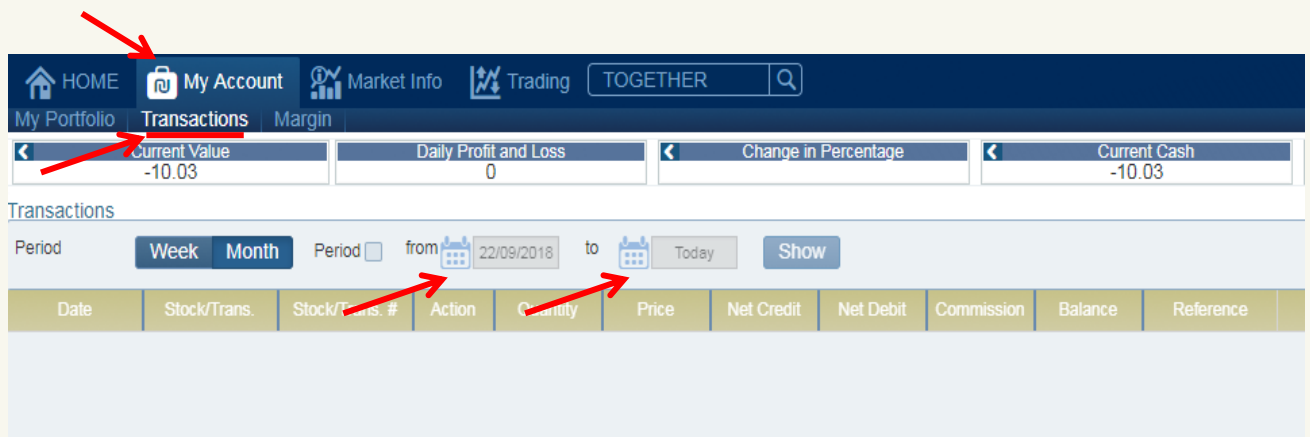 HOME My Account Market Info Trading TOGETHER
My Portfolio Transactions Margin
Current Value Daily Profit and Loss Change in Percentage Current Cash
-10.03 0 -10.03
Transactions
Period Week Month Period from 22/09/2018 to Today Show
Date Stock/Trans. Stock/Trans. # Action Quantity Price Net Credit Net Debit Commission Balance Reference